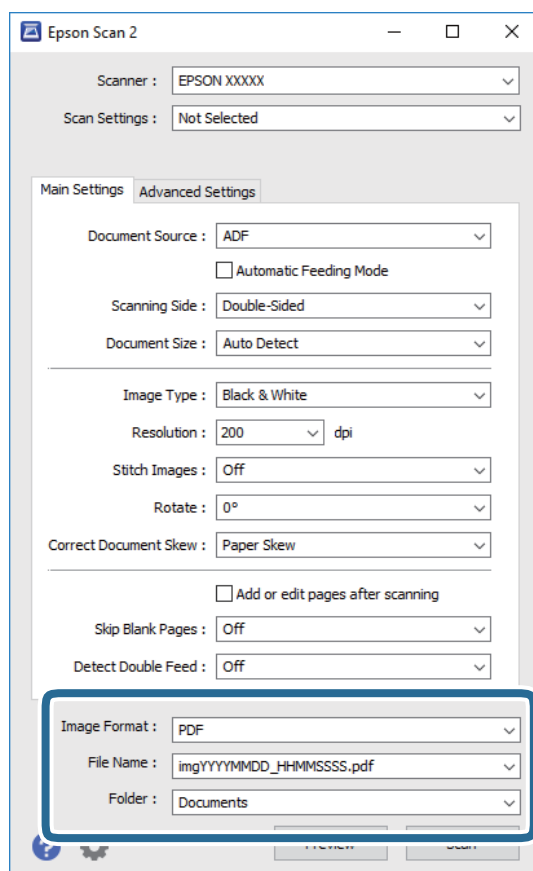 Epson Scan 2
Scanner : EPSON XXXXX
Scan Settings : Not Selected
Main Settings Advanced Settings
Document Source : ADF
Automatic Feeding Mode
Scanning Side : Double-Sided
Document Size : Auto Detect
Image Type : Black & White
Resolution : 200 dpi
Stitch Images : Off
Rotate : 0°
Correct Document Skew : Paper Skew
Add or edit pages after scanning
Skip Blank Pages : Off
Detect Double Feed : Off
Image Format : PDF
File Name : imgYYYYMMDD_HHMMSSSS.pdf
Folder : Documents
? Preview Scan